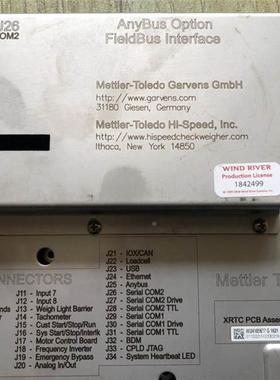 J26
COM2
AnyBus Option
FieldBus Interface
Mettler-Toledo Garvens GmbH
http://www.garvens.com
31180 Giesen, Germany
Mettler-Toledo Hi-Speed, Inc.
http://www.hispeedcheckweigher.com
Ithaca, New York 14850
WIND RIVER
Production License
1842499
CONNECTORS
J11 - Input 7
J12 - Input 8
J13 - Weigh Light Barrier
J14 - Tachometer
J15 - Cust Start/Stop/Run
J16 - Sys Start/Stop/Interlk
J17 - Motor Control Board
J18 - Frequency Inverter
J19 - Emergency Bypass
J20 - Analog In/Out
J21 - IOX/CAN
J22 - Loadcell
J23 - USB
J24 - Ethernet
J25 - Anybus
J26 - Serial COM2
J27 - Serial COM1 Drive
J28 - Serial COM1 TTL
J30 - Serial COM2 Drive
J31 - Serial COM2 TTL
J32 - BDM
J33 - CPLD JTAG
J34 - System Heartbeat LED
Mettler
XRTC PCB Asse